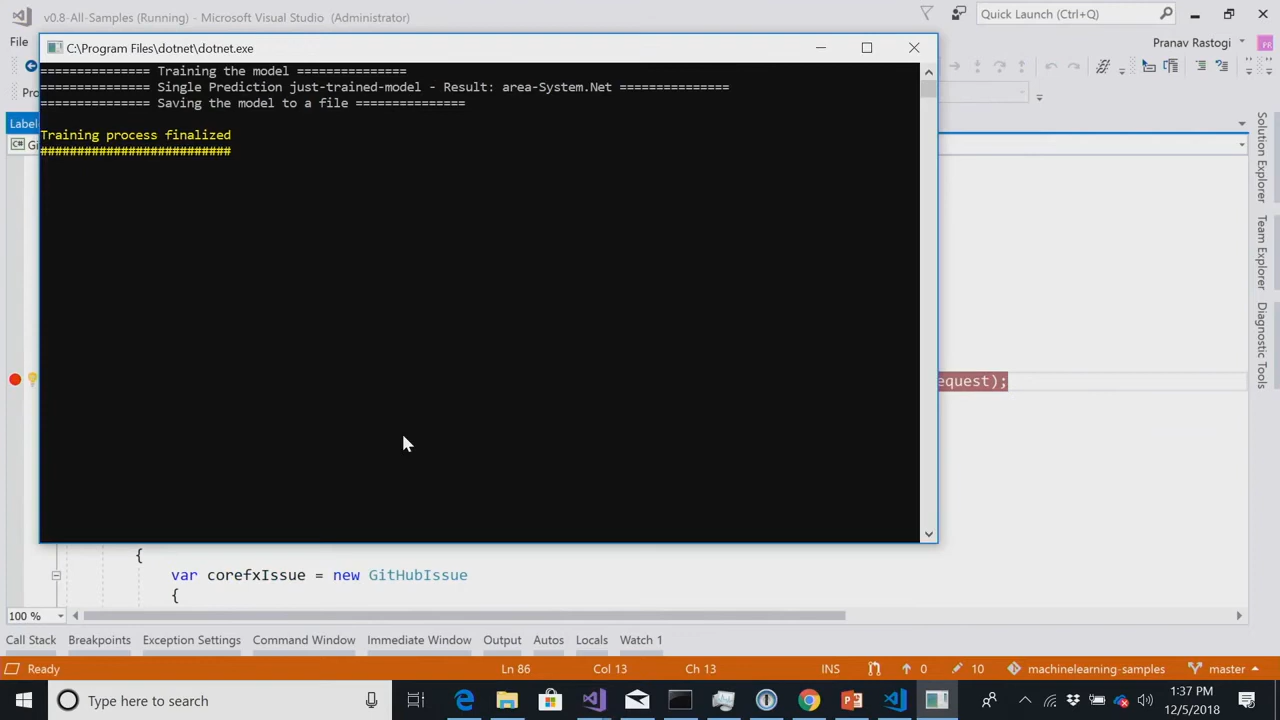 v0.8-All-Samples (Running) - Microsoft Visual Studio (Administrator)
Quick Launch (Ctrl+Q)
File
Pranav Rastogi
PR
C:\Program Files\dotnet\dotnet.exe
=============== Training the model ===============
=============== Single Prediction just-trained-model - Result: area-System.Net ===============
=============== Saving the model to a file ===============
Training process finalized
##########################
Pro
Label
C# Gi
Solution Explorer
Team Explorer
Diagnostic Tools
equest);
{
var corefxIssue = new GitHubIssue
{
100 %
Call Stack Breakpoints Exception Settings Command Window Immediate Window Output Autos Locals Watch 1
Ready Ln 86 Col 13 Ch 13 INS 0 10 machinelearning-samples master
Type here to search
1:37 PM
12/5/2018